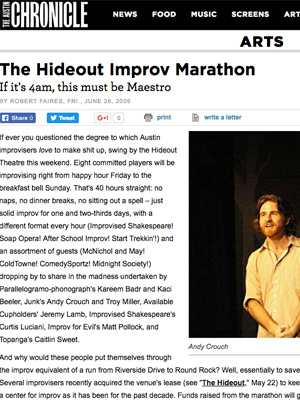 THE AUSTIN
CHRONICLE
NEWS FOOD MUSIC SCREENS ART
ARTS
The Hideout Improv Marathon
If it's 4am, this must be Maestro
BY ROBERT FAIRES, FRI., JUNE 26, 2009
Share 0 Tweet G+1 0 print write a letter
If ever you questioned the degree to which Austin
improvisers love to make shit up, swing by the Hideout
Theatre this weekend. Eight committed players will be
improvising right from happy hour Friday to the
breakfast bell Sunday. That's 40 hours straight: no
naps, no dinner breaks, no sitting out a spell – just
solid improv for one and two-thirds days, with a
different format every hour (Improvised Shakespeare!
Soap Opera! After School Improv! Start Trekkin'!) and
an assortment of guests (McNichol and May!
ColdTowne! ComedySportz! Midnight Society!)
dropping by to share in the madness undertaken by
Parallelogramo-phonograph's Kareem Badr and Kaci
Beeler, Junk's Andy Crouch and Troy Miller, Available
Cupholders' Jeremy Lamb, Improvised Shakespeare's
Curtis Luciani, Improv for Evil's Matt Pollock, and
Topanga's Caitlin Sweet.
Andy Crouch
And why would these people put themselves through
the improv equivalent of a run from Riverside Drive to Round Rock? Well, essentially to save
Several improvisers recently acquired the venue's lease (see "The Hideout," May 22) to keep
a center for improv as it has been for the past decade. Funds raised from the marathon will g